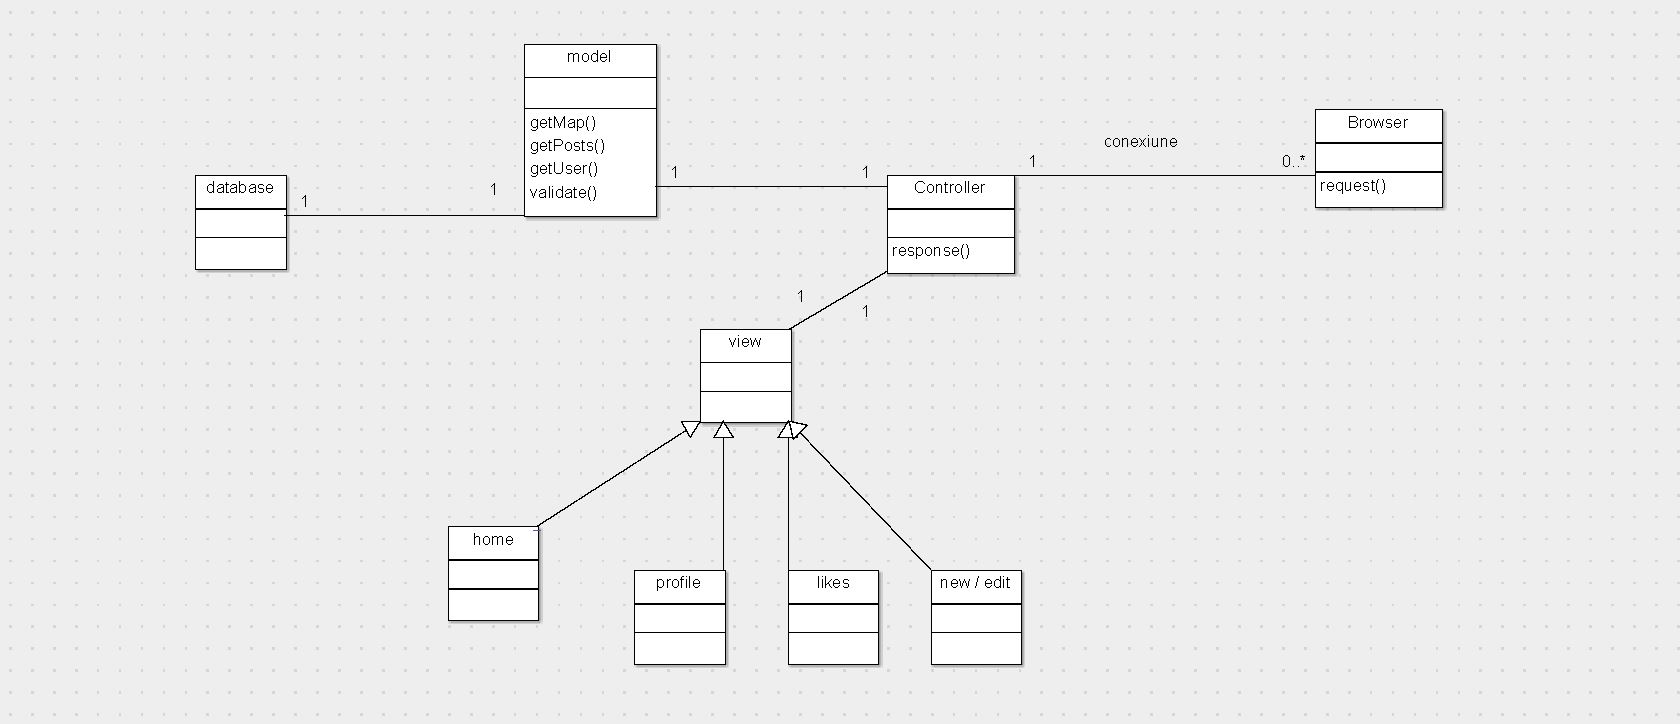 model
getMap()
getPosts()
getUser()
validate()
database
1
1
1
1
Controller
response()
1
conexiune
0..*
Browser
request()
1
1
view
home
profile
likes
new / edit